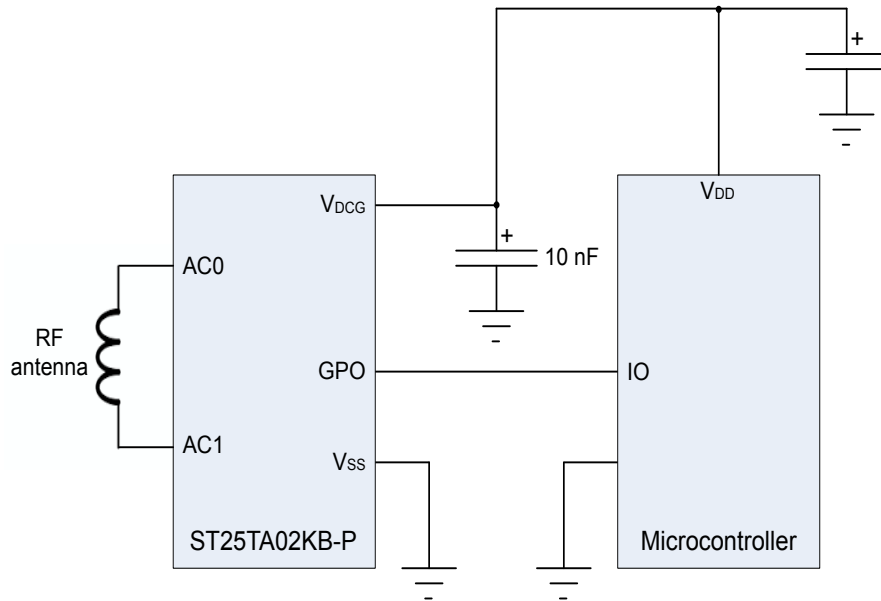 +
VDCG
VDD
+
10 nF
AC0
RF
antenna
GPO
IO
AC1
VSS
ST25TA02KB-P
Microcontroller